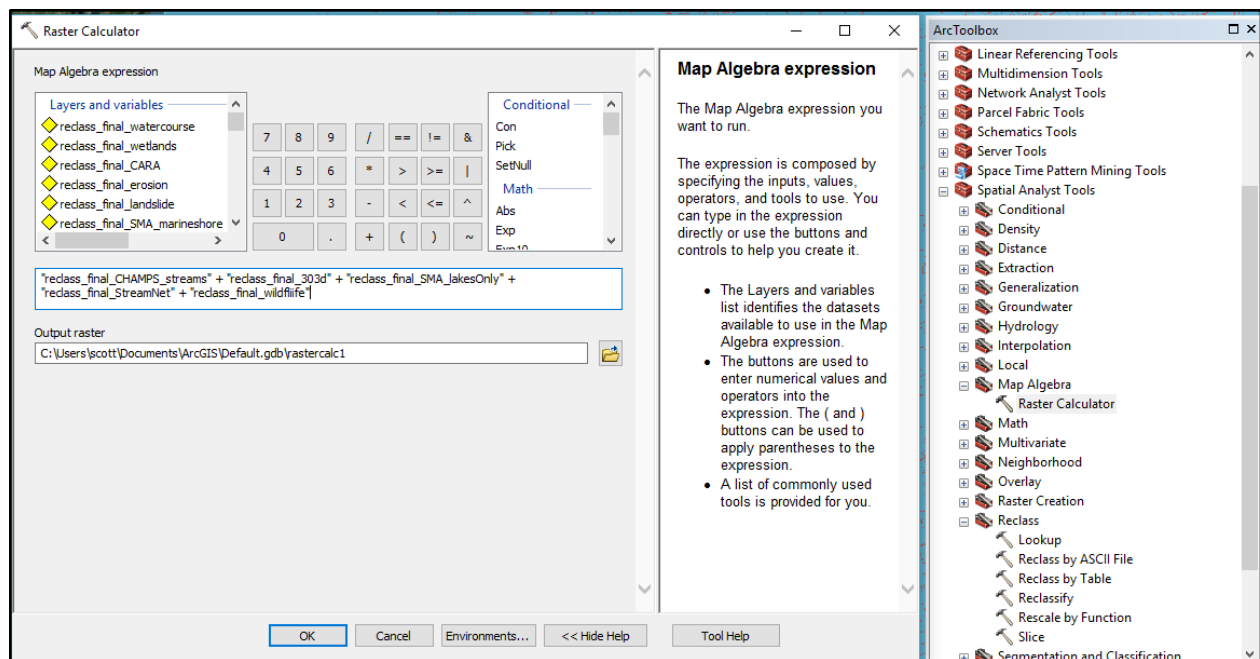 Raster Calculator
Map Algebra expression
Layers and variables
reclass_final_watercourse
reclass_final_wetlands
reclass_final_CARA
reclass_final_erosion
reclass_final_landslide
reclass_final_SMA_marineshore
7 8 9 / == != &
4 5 6 * > >= |
1 2 3 - < <= ^
0 . + ( ) ~
Conditional
Con
Pick
SetNull
Math
Abs
Exp
Exp10
"reclass_final_CHAMPS_streams" + "reclass_final_303d" + "reclass_final_SMA_lakesOnly" +
"reclass_final_StreamNet" + "reclass_final_wildfliife"
Output raster
C:\Users\scott\Documents\ArcGIS\Default.gdb\rastercalc1
OK
Cancel
Environments...
<< Hide Help
Tool Help
Map Algebra expression
The Map Algebra expression you
want to run.
The expression is composed by
specifying the inputs, values,
operators, and tools to use. You
can type in the expression
directly or use the buttons and
controls to help you create it.
• The Layers and variables
list identifies the datasets
available to use in the Map
Algebra expression.
• The buttons are used to
enter numerical values and
operators into the
expression. The ( and )
buttons can be used to
apply parentheses to the
expression.
• A list of commonly used
tools is provided for you.
ArcToolbox
Linear Referencing Tools
Multidimension Tools
Network Analyst Tools
Parcel Fabric Tools
Schematics Tools
Server Tools
Space Time Pattern Mining Tools
Spatial Analyst Tools
Conditional
Density
Distance
Extraction
Generalization
Groundwater
Hydrology
Interpolation
Local
Map Algebra
Raster Calculator
Math
Multivariate
Neighborhood
Overlay
Raster Creation
Reclass
Lookup
Reclass by ASCII File
Reclass by Table
Reclassify
Rescale by Function
Slice
Segmentation and Classification